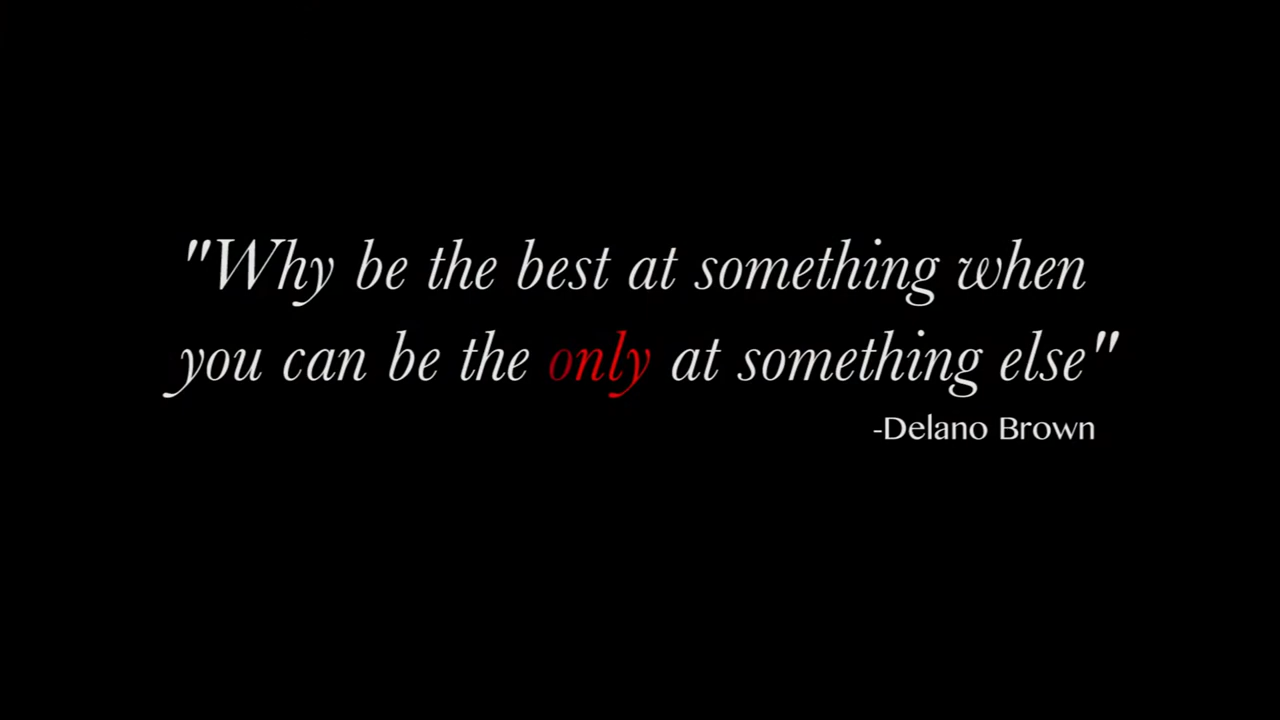 "Why be the best at something when
you can be the only at something else"
-Delano Brown